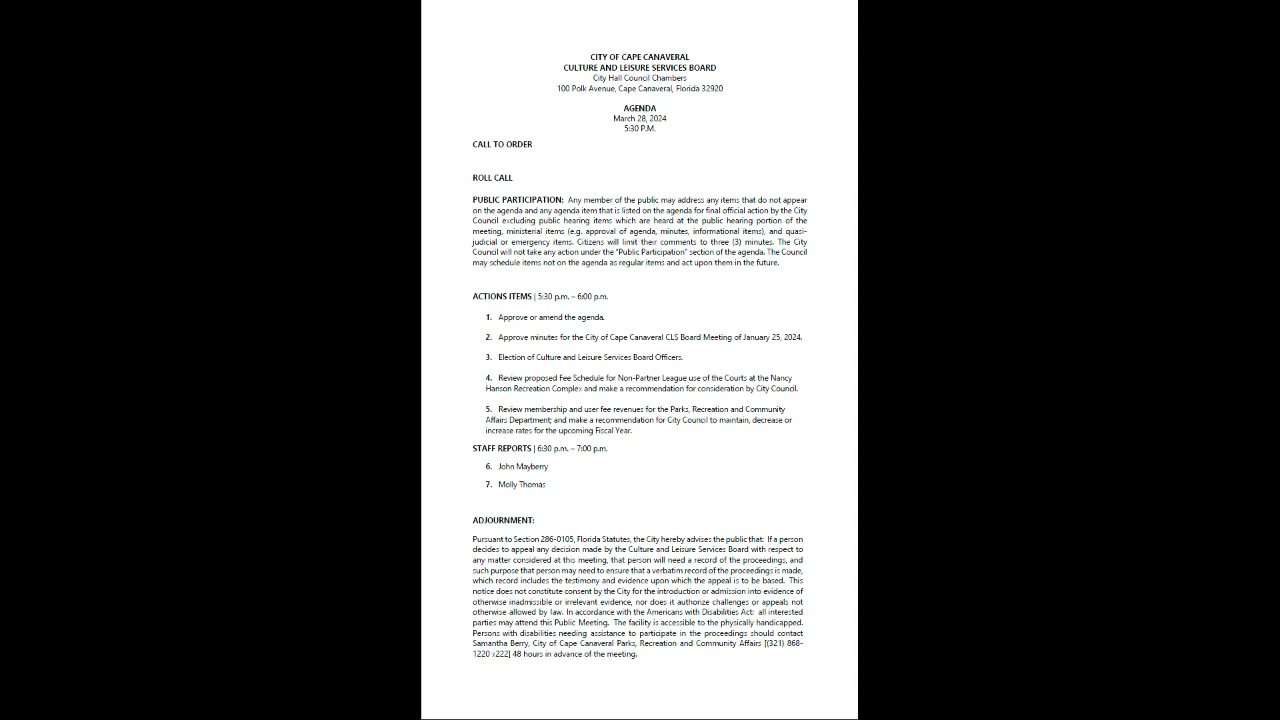 CITY OF CAPE CANAVERAL
CULTURE AND LEISURE SERVICES BOARD
City Hall Council Chambers
100 Polk Avenue, Cape Canaveral, Florida 32920
AGENDA
March 28, 2024
5:30 P.M.
CALL TO ORDER
ROLL CALL
PUBLIC PARTICIPATION: Any member of the public may address any items that do not appear
on the agenda and any agenda item that is listed on the agenda for final official action by the City
Council excluding public hearing items which are heard at the public hearing portion of the
meeting, ministerial items (e.g. approval of agenda, minutes, informational items), and quasi-
judicial or emergency items. Citizens will limit their comments to three (3) minutes. The City
Council will not take any action under the "Public Participation" section of the agenda. The Council
may schedule items not on the agenda as regular items and act upon them in the future.
ACTIONS ITEMS | 5:30 p.m. – 6:00 p.m.
1. Approve or amend the agenda.
2. Approve minutes for the City of Cape Canaveral CLS Board Meeting of January 25, 2024.
3. Election of Culture and Leisure Services Board Officers.
4. Review proposed Fee Schedule for Non-Partner League use of the Courts at the Nancy
Hanson Recreation Complex and make a recommendation for consideration by City Council.
5. Review membership and user fee revenues for the Parks, Recreation and Community
Affairs Department; and make a recommendation for City Council to maintain, decrease or
increase rates for the upcoming Fiscal Year.
STAFF REPORTS | 6:30 p.m. – 7:00 p.m.
6. John Mayberry
7. Molly Thomas
ADJOURNMENT:
Pursuant to Section 286-0105, Florida Statutes, the City hereby advises the public that: If a person
decides to appeal any decision made by the Culture and Leisure Services Board with respect to
any matter considered at this meeting, that person will need a record of the proceedings, and
such purpose that person may need to ensure that a verbatim record of the proceedings is made,
which record includes the testimony and evidence upon which the appeal is to be based. This
notice does not constitute consent by the City for the introduction or admission into evidence of
otherwise inadmissible or irrelevant evidence, nor does it authorize challenges or appeals not
otherwise allowed by law. In accordance with the Americans with Disabilities Act: all interested
parties may attend this Public Meeting. The facility is accessible to the physically handicapped.
Persons with disabilities needing assistance to participate in the proceedings should contact
Samantha Berry, City of Cape Canaveral Parks, Recreation and Community Affairs [(321) 868-
1220 x222] 48 hours in advance of the meeting.